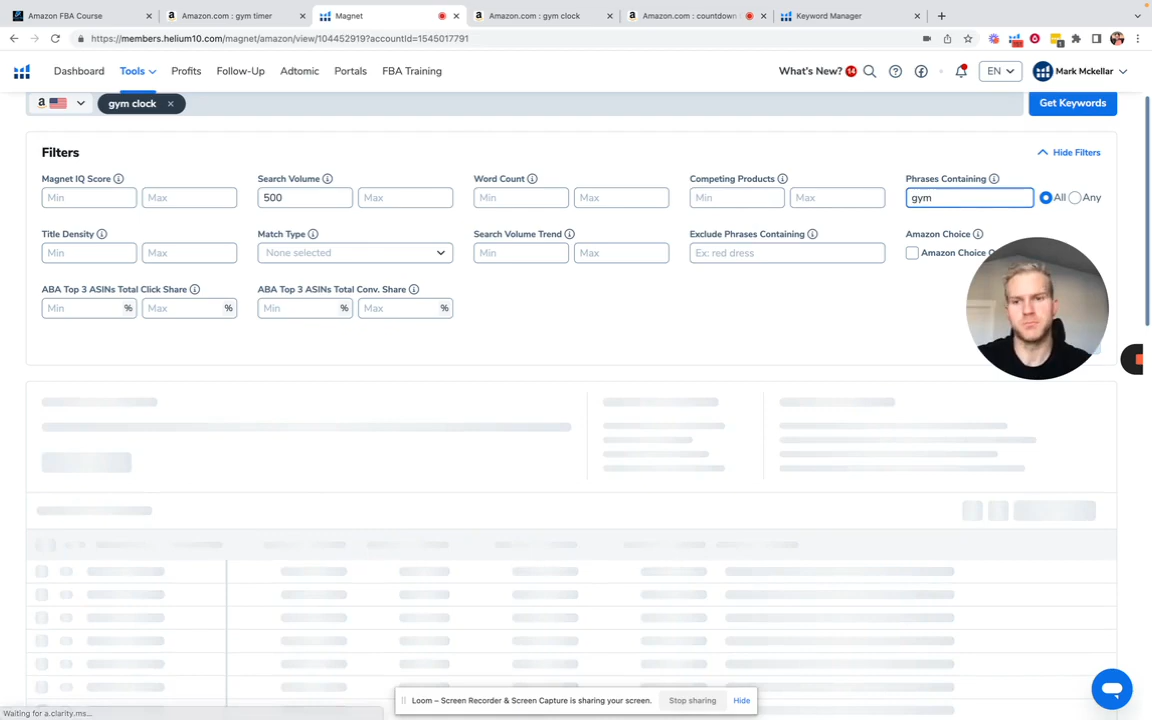 Amazon FBA Course
Amazon.com : gym timer
Magnet
Amazon.com : gym clock
Amazon.com : countdown
Keyword Manager
https://members.helium10.com/magnet/amazon/view/104452919?accountId=1545017791
Dashboard
Tools
Profits
Follow-Up
Adtomic
Portals
FBA Training
What's New? 14
EN
Mark Mckellar
gym clock
Get Keywords
Filters
Hide Filters
Magnet IQ Score
Search Volume
Word Count
Competing Products
Phrases Containing
Min
Max
500
Max
Min
Max
Min
Max
gym
All
Any
Title Density
Match Type
Search Volume Trend
Exclude Phrases Containing
Amazon Choice
Min
Max
None selected
Min
Max
Ex: red dress
Amazon Choice
ABA Top 3 ASINs Total Click Share
ABA Top 3 ASINs Total Conv. Share
Min %
Max %
Min %
Max %
Loom – Screen Recorder & Screen Capture is sharing your screen.
Stop sharing
Hide
Waiting for a.clarity.ms...